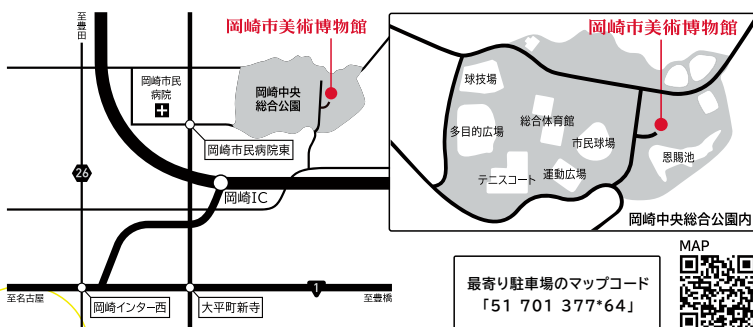 至豊田
岡崎市美術博物館
岡崎市民
病院
岡崎中央
総合公園
岡崎市民病院東
26
岡崎IC
1
至名古屋
岡崎インター西
大平町新寺
至豊橋
岡崎市美術博物館
球技場
多目的広場
総合体育館
市民球場
恩賜池
テニスコート
運動広場
岡崎中央総合公園内
MAP
最寄り駐車場のマップコード
「51 701 377*64」